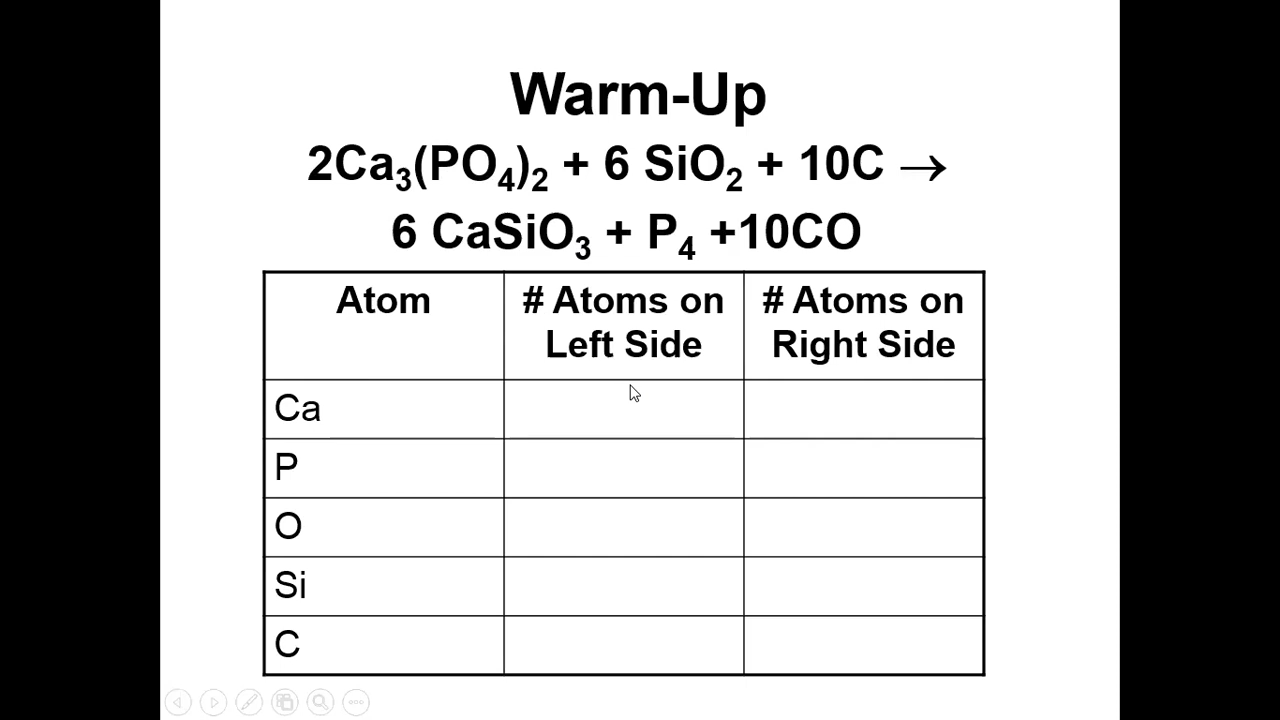 Warm-Up
2Ca₃(PO₄)₂ + 6 SiO₂ + 10C →
6 CaSiO₃ + P₄ +10CO
Atom
# Atoms on
Left Side
# Atoms on
Right Side
Ca
P
O
Si
C